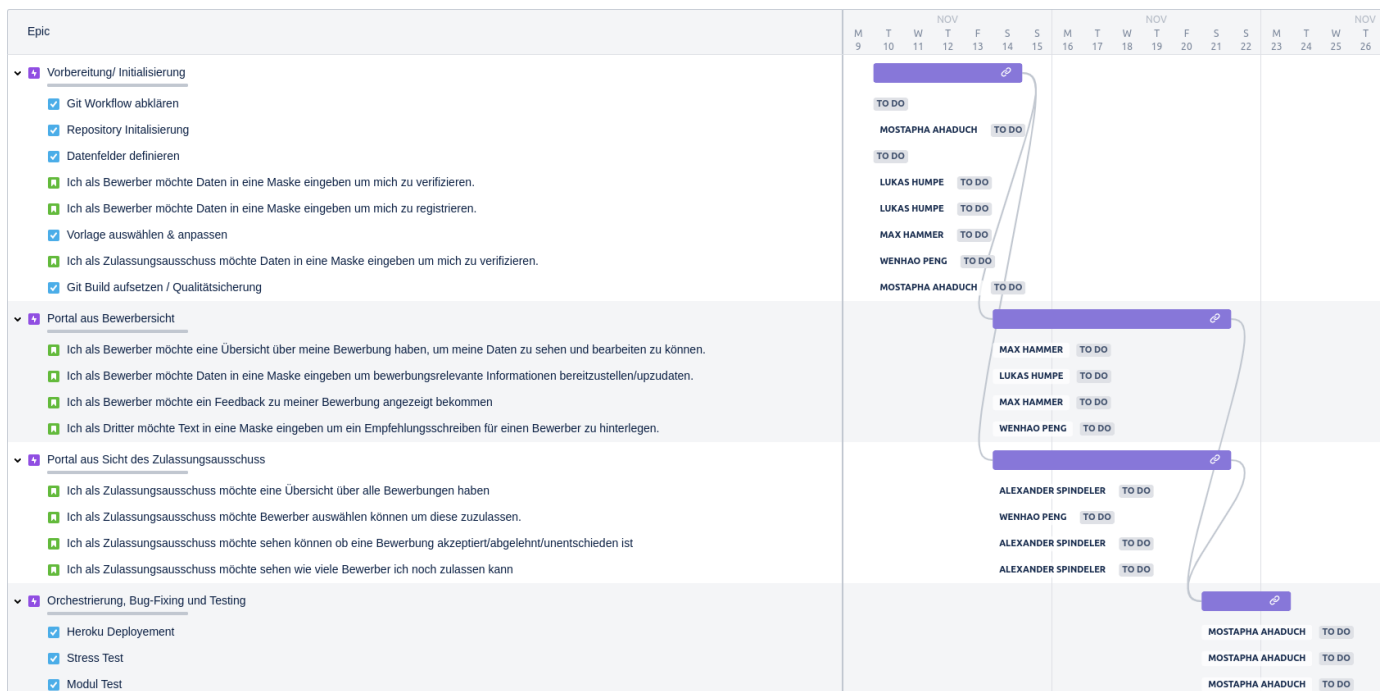 Epic
NOV NOV NOV
M T W T F S S M T W T F S S M T W T
9 10 11 12 13 14 15 16 17 18 19 20 21 22 23 24 25 26
Vorbereitung/ Initialisierung
Git Workflow abklären TO DO
Repository Initalisierung MOSTAPHA AHADUCH TO DO
Datenfelder definieren TO DO
Ich als Bewerber möchte Daten in eine Maske eingeben um mich zu verifizieren. LUKAS HUMPE TO DO
Ich als Bewerber möchte Daten in eine Maske eingeben um mich zu registrieren. LUKAS HUMPE TO DO
Vorlage auswählen & anpassen MAX HAMMER TO DO
Ich als Zulassungsausschuss möchte Daten in eine Maske eingeben um mich zu verifizieren. WENHAO PENG TO DO
Git Build aufsetzen / Qualitätsicherung MOSTAPHA AHADUCH TO DO
Portal aus Bewerbersicht
Ich als Bewerber möchte eine Übersicht über meine Bewerbung haben, um meine Daten zu sehen und bearbeiten zu können. MAX HAMMER TO DO
Ich als Bewerber möchte Daten in eine Maske eingeben um bewerbungsrelevante Informationen bereitzustellen/upzudaten. LUKAS HUMPE TO DO
Ich als Bewerber möchte ein Feedback zu meiner Bewerbung angezeigt bekommen MAX HAMMER TO DO
Ich als Dritter möchte Text in eine Maske eingeben um ein Empfehlungsschreiben für einen Bewerber zu hinterlegen. WENHAO PENG TO DO
Portal aus Sicht des Zulassungsausschuss
Ich als Zulassungsausschuss möchte eine Übersicht über alle Bewerbungen haben ALEXANDER SPINDELER TO DO
Ich als Zulassungsausschuss möchte Bewerber auswählen können um diese zuzulassen. WENHAO PENG TO DO
Ich als Zulassungsausschuss möchte sehen können ob eine Bewerbung akzeptiert/abgelehnt/unentschieden ist ALEXANDER SPINDELER TO DO
Ich als Zulassungsausschuss möchte sehen wie viele Bewerber ich noch zulassen kann ALEXANDER SPINDELER TO DO
Orchestrierung, Bug-Fixing und Testing
Heroku Deployement MOSTAPHA AHADUCH TO DO
Stress Test MOSTAPHA AHADUCH TO DO
Modul Test MOSTAPHA AHADUCH TO DO